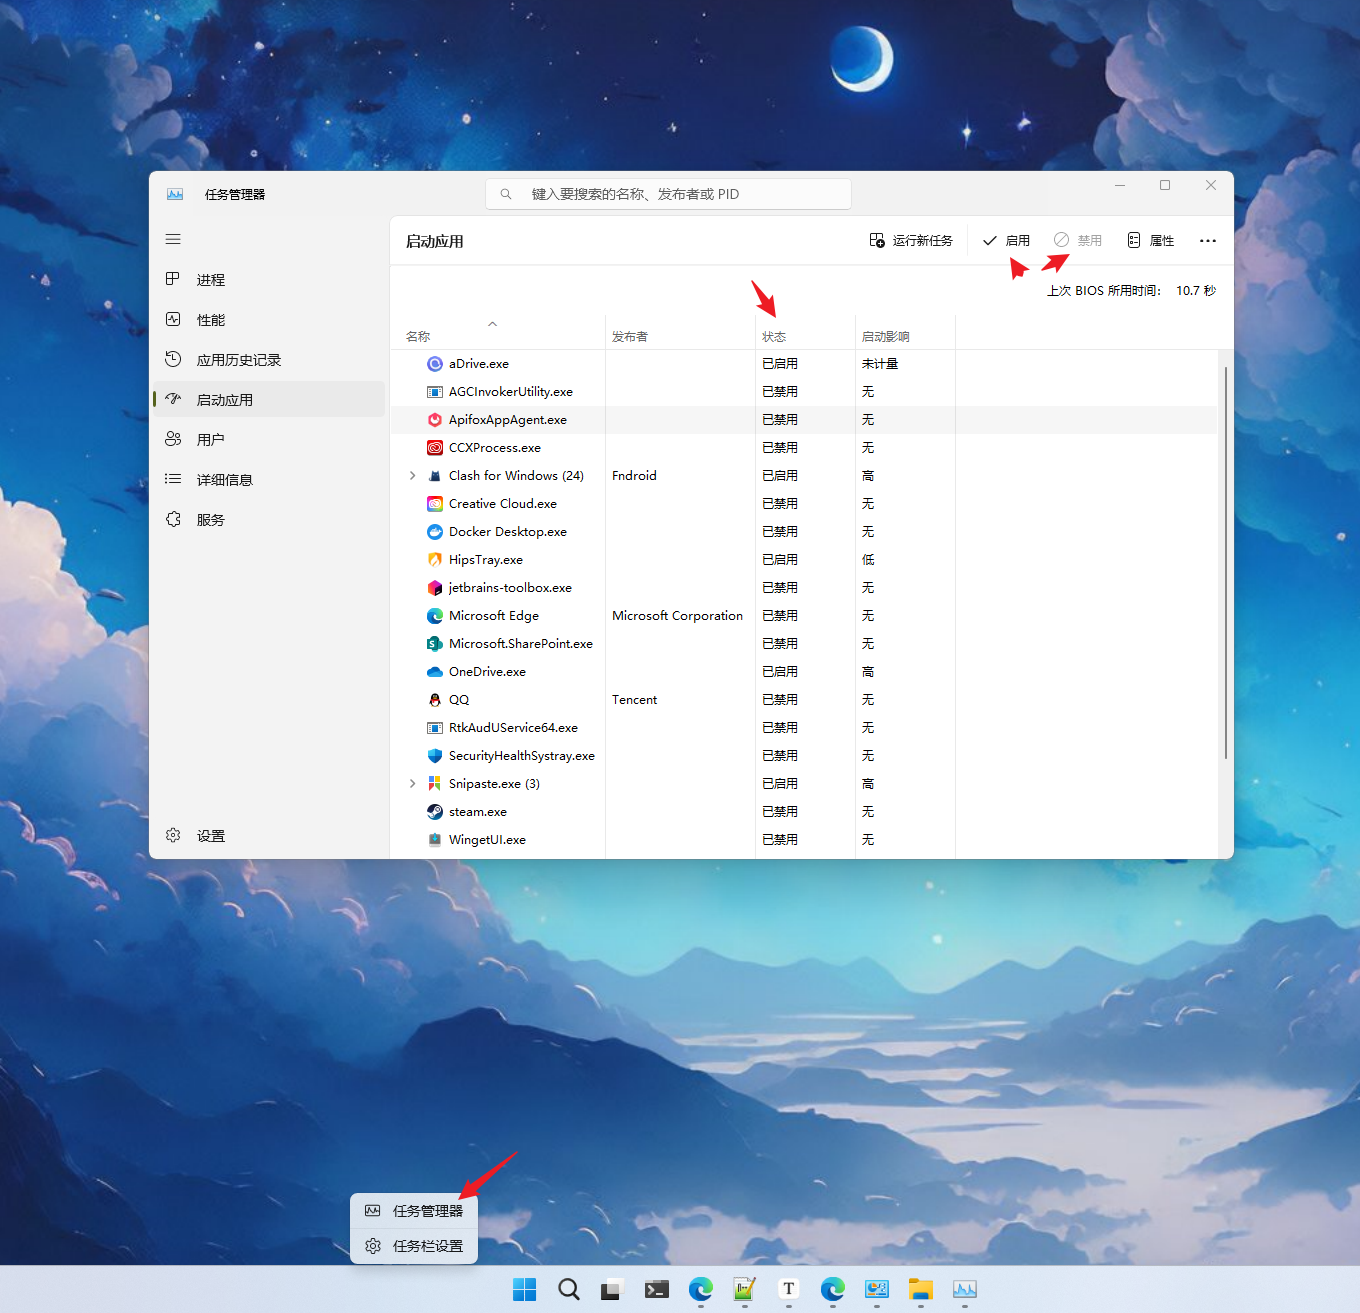 任务管理器
键入要搜索的名称、发布者或 PID
启动应用
运行新任务
启用
禁用
属性
上次 BIOS 所用时间： 10.7 秒
进程
性能
应用历史记录
启动应用
用户
详细信息
服务
设置
名称 发布者 状态 启动影响
aDrive.exe 已启用 未计量
AGCInvokerUtility.exe 已禁用 无
ApifoxAppAgent.exe 已禁用 无
CCXProcess.exe 已禁用 无
Clash for Windows (24) Fndroid 已启用 高
Creative Cloud.exe 已禁用 无
Docker Desktop.exe 已禁用 无
HipsTray.exe 已启用 低
jetbrains-toolbox.exe 已禁用 无
Microsoft Edge Microsoft Corporation 已禁用 无
Microsoft.SharePoint.exe 已禁用 无
OneDrive.exe 已启用 高
QQ Tencent 已禁用 无
RtkAudUService64.exe 已禁用 无
SecurityHealthSystray.exe 已禁用 无
Snipaste.exe (3) 已启用 高
steam.exe 已禁用 无
WingetUI.exe 已禁用 无
任务管理器
任务栏设置
T